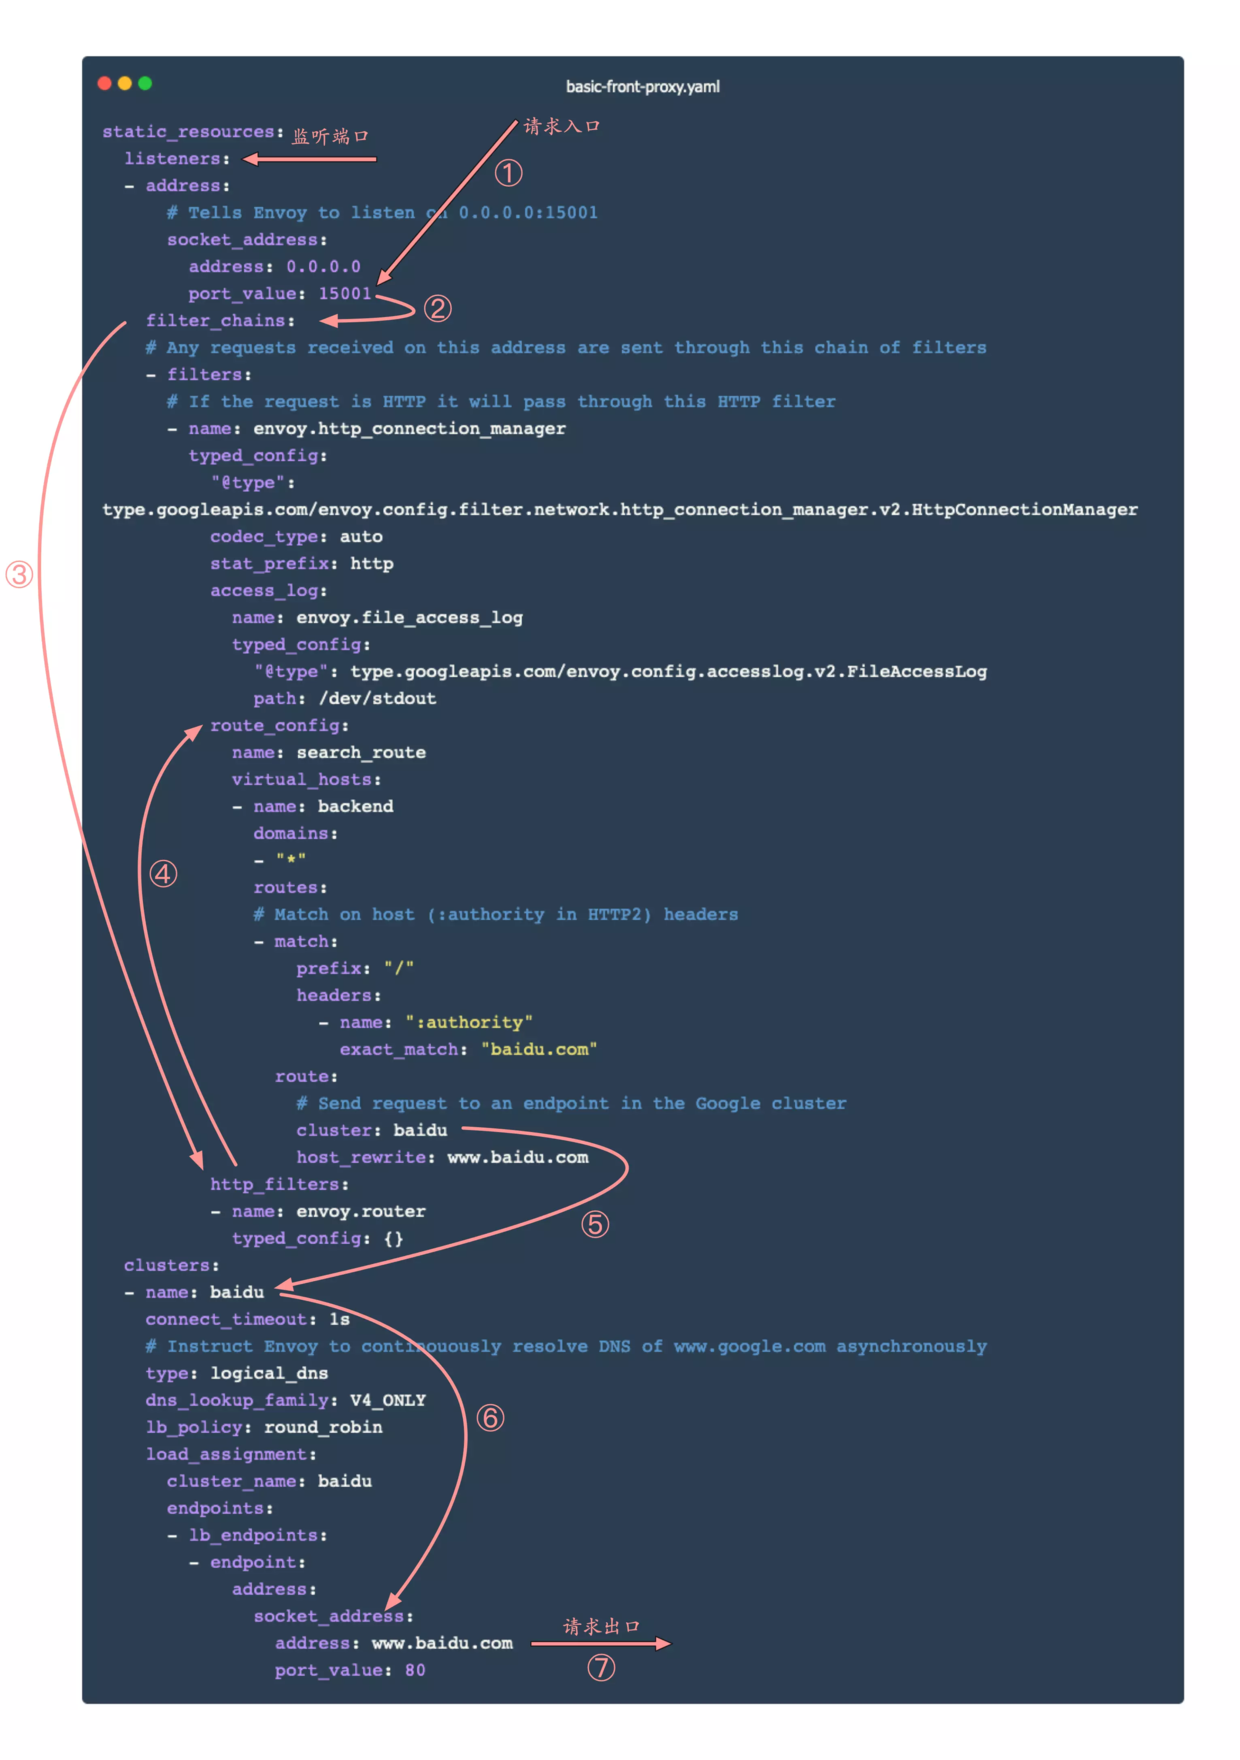 basic-front-proxy.yaml
static_resources:
监听端口
请求入口
listeners:
①
- address:
# Tells Envoy to listen on 0.0.0.0:15001
socket_address:
address: 0.0.0.0
port_value: 15001
②
filter_chains:
# Any requests received on this address are sent through this chain of filters
- filters:
# If the request is HTTP it will pass through this HTTP filter
- name: envoy.http_connection_manager
typed_config:
"@type":
type.googleapis.com/envoy.config.filter.network.http_connection_manager.v2.HttpConnectionManager
codec_type: auto
stat_prefix: http
③
access_log:
name: envoy.file_access_log
typed_config:
"@type": type.googleapis.com/envoy.config.accesslog.v2.FileAccessLog
path: /dev/stdout
route_config:
name: search_route
virtual_hosts:
- name: backend
domains:
- "*"
④
routes:
# Match on host (:authority in HTTP2) headers
- match:
prefix: "/"
headers:
- name: ":authority"
exact_match: "baidu.com"
route:
# Send request to an endpoint in the Google cluster
cluster: baidu
host_rewrite: www.baidu.com
http_filters:
- name: envoy.router
⑤
typed_config: {}
clusters:
- name: baidu
connect_timeout: 1s
# Instruct Envoy to continouously resolve DNS of www.google.com asynchronously
type: logical_dns
dns_lookup_family: V4_ONLY
⑥
lb_policy: round_robin
load_assignment:
cluster_name: baidu
endpoints:
- lb_endpoints:
- endpoint:
address:
socket_address:
请求出口
address: www.baidu.com
port_value: 80
⑦